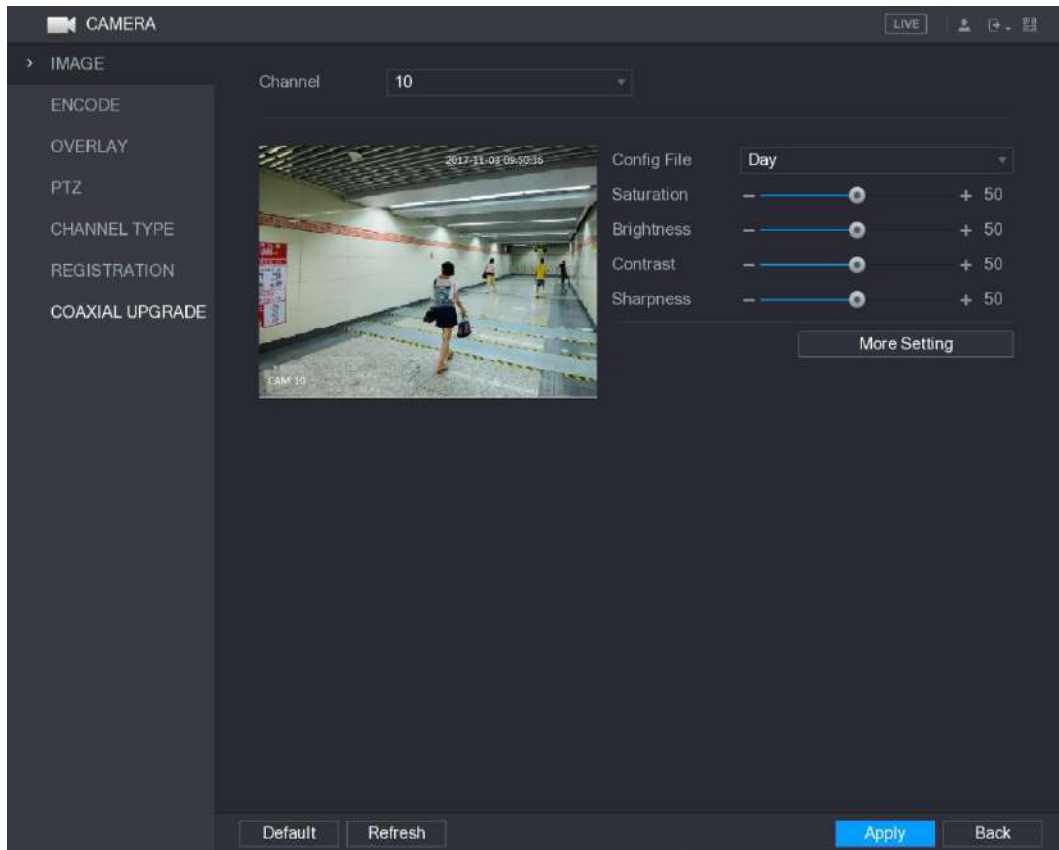 CAMERA
LIVE
IMAGE
ENCODE
OVERLAY
PTZ
CHANNEL TYPE
REGISTRATION
COAXIAL UPGRADE
Channel 10
2017-11-03 09:50:36
CAM 10
Config File Day
Saturation 50
Brightness 50
Contrast 50
Sharpness 50
More Setting
Default Refresh Apply Back